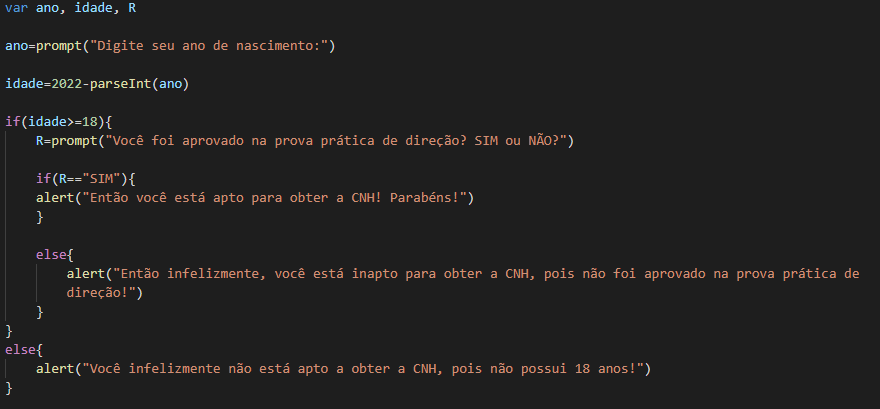 var ano, idade, R
ano=prompt("Digite seu ano de nascimento:")
idade=2022-parseInt(ano)
if(idade>=18){
R=prompt("Você foi aprovado na prova prática de direção? SIM ou NÃO?")
if(R=="SIM"){
alert("Então você está apto para obter a CNH! Parabéns!")
}
else{
alert("Então infelizmente, você está inapto para obter a CNH, pois não foi aprovado na prova prática de
direção!")
}
}
else{
alert("Você infelizmente não está apto a obter a CNH, pois não possui 18 anos!")
}